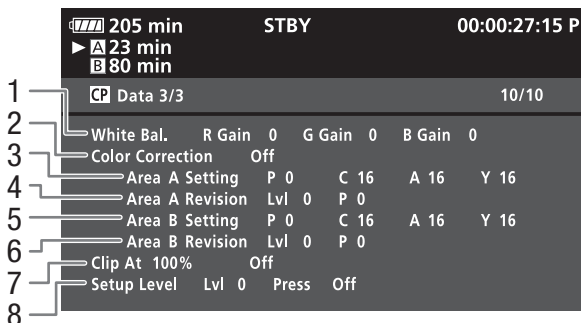 205 min STBY 00:00:27:15 P
A 23 min
B 80 min
CP Data 3/3 10/10
1 White Bal. R Gain 0 G Gain 0 B Gain 0
2 Color Correction Off
3 Area A Setting P 0 C 16 A 16 Y 16
4 Area A Revision Lvl 0 P 0
5 Area B Setting P 0 C 16 A 16 Y 16
6 Area B Revision Lvl 0 P 0
7 Clip At 100% Off
8 Setup Level Lvl 0 Press Off